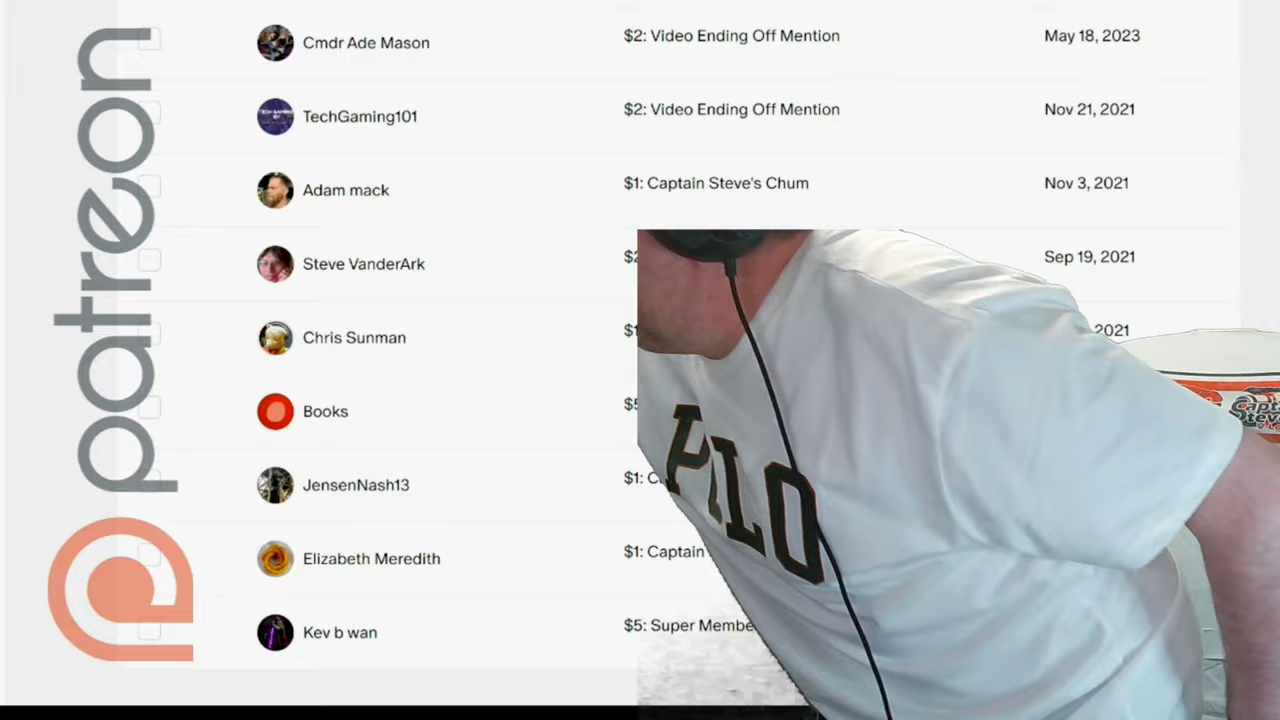 patreon
Cmdr Ade Mason $2: Video Ending Off Mention May 18, 2023
TechGaming101 $2: Video Ending Off Mention Nov 21, 2021
Adam mack $1: Captain Steve's Chum Nov 3, 2021
Steve VanderArk Sep 19, 2021
Chris Sunman 2021
Books
JensenNash13 $1:
Elizabeth Meredith $1: Captain
Kev b wan $5: Super